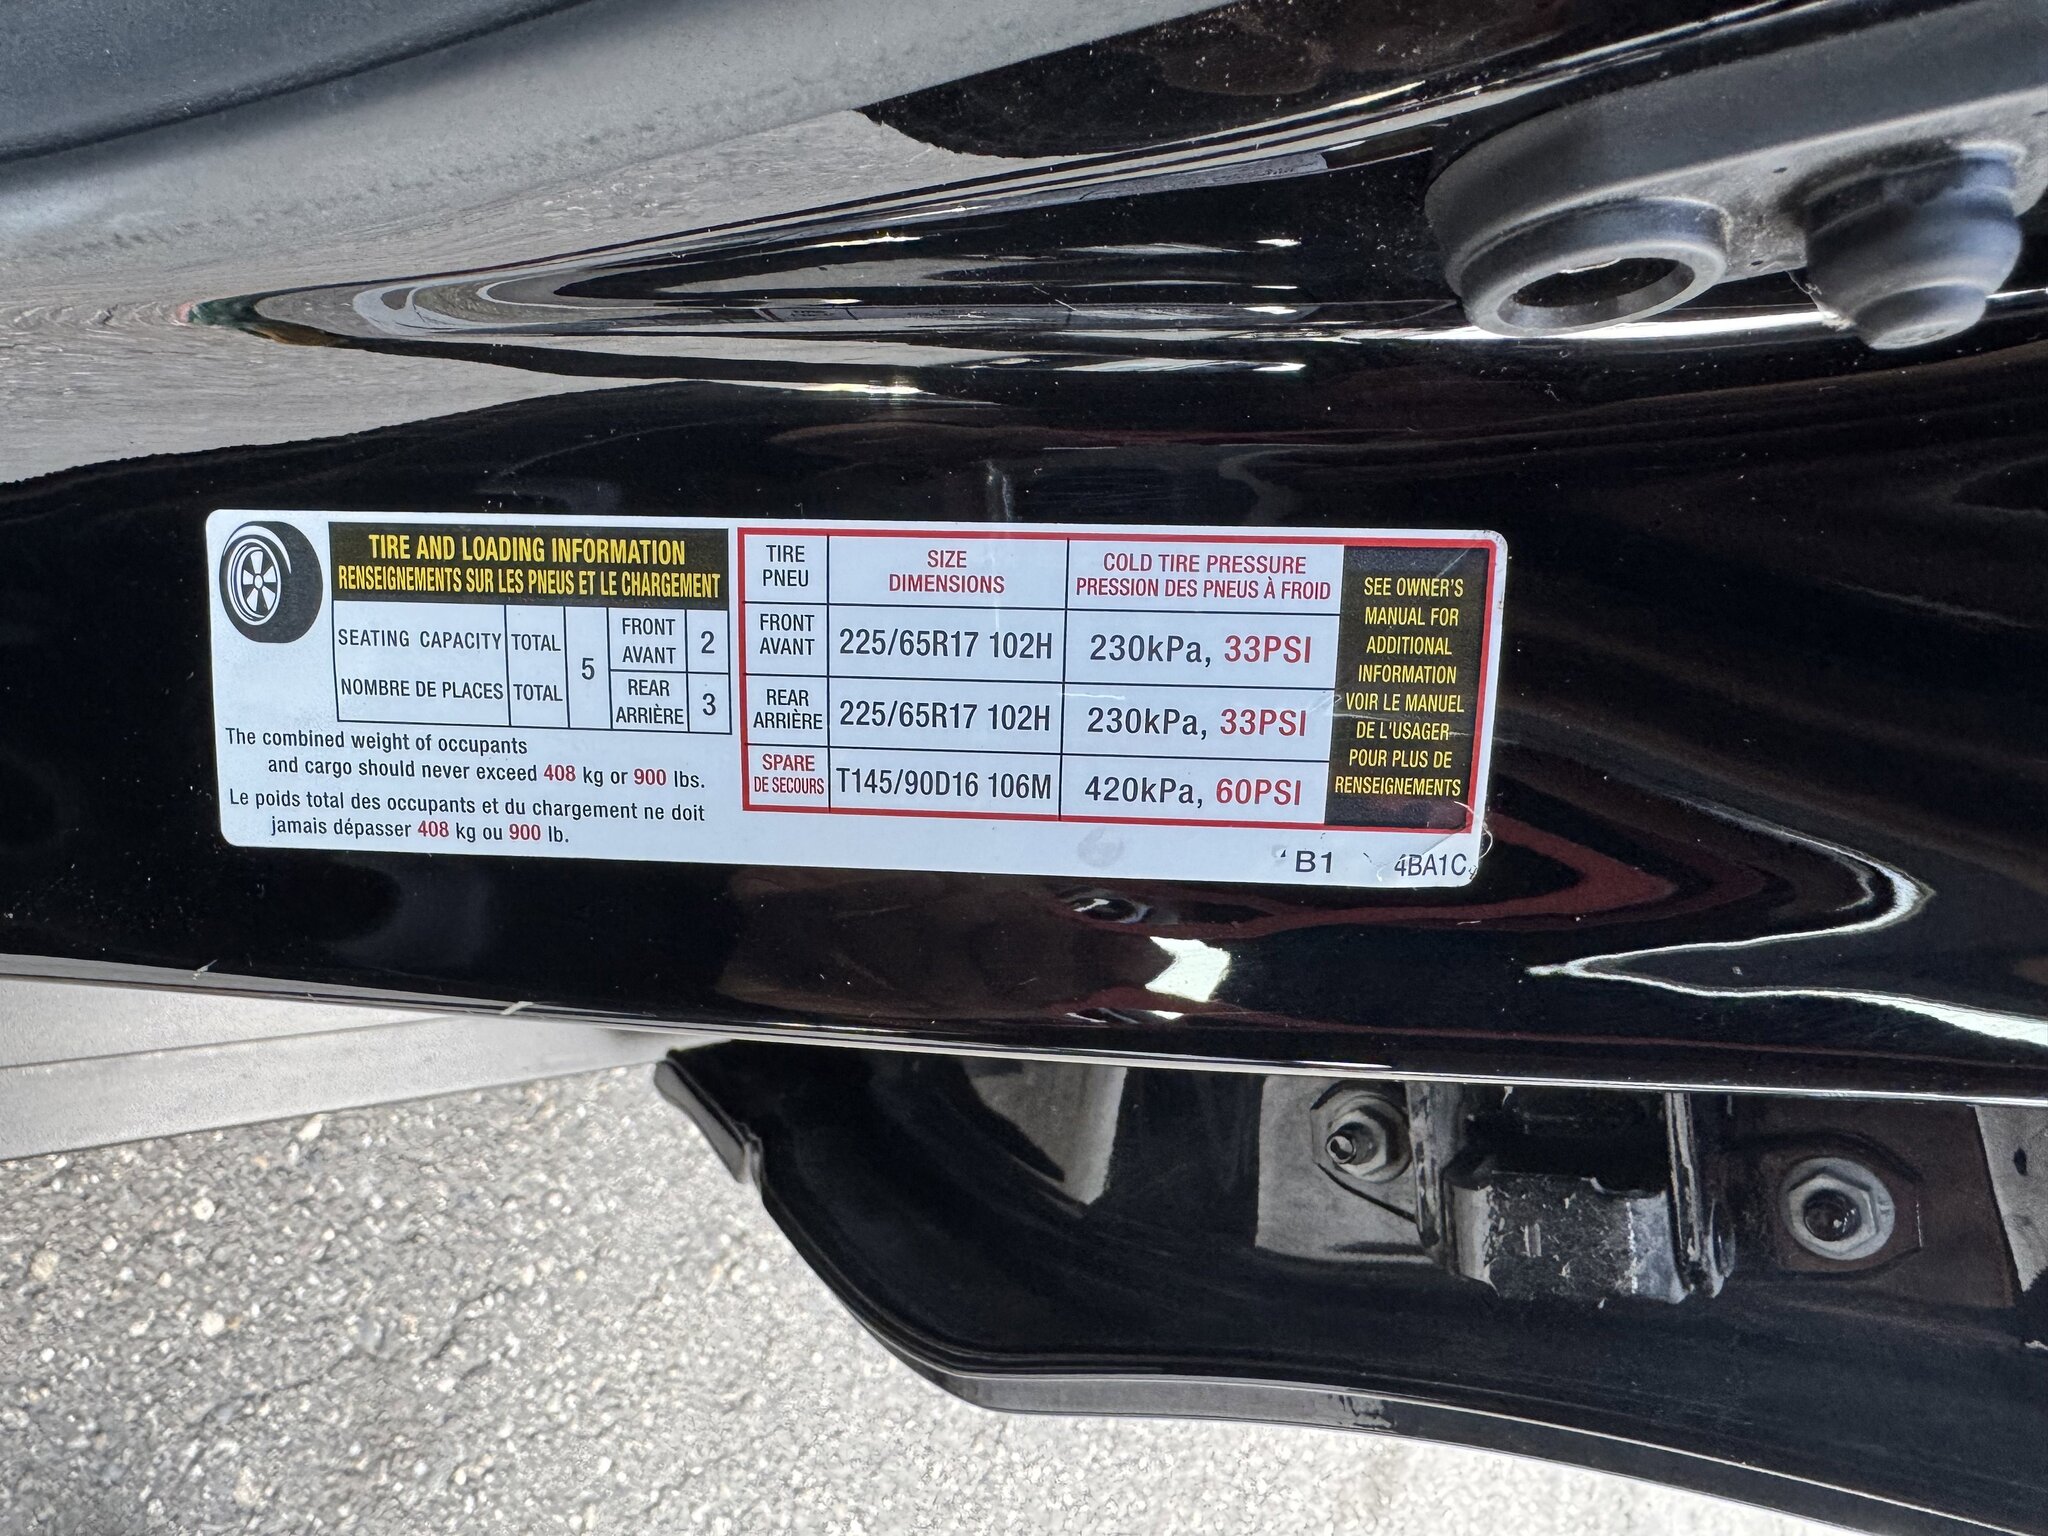 TIRE AND LOADING INFORMATION
RENSEIGNEMENTS SUR LES PNEUS ET LE CHARGEMENT
SEATING CAPACITY TOTAL
NOMBRE DE PLACES TOTAL
5
FRONT
AVANT
2
REAR
ARRIÈRE
3
The combined weight of occupants
and cargo should never exceed 408 kg or 900 lbs.
Le poids total des occupants et du chargement ne doit
jamais dépasser 408 kg ou 900 lb.
TIRE
PNEU
SIZE
DIMENSIONS
COLD TIRE PRESSURE
PRESSION DES PNEUS À FROID
FRONT
AVANT
225/65R17 102H
230kPa, 33PSI
REAR
ARRIÈRE
225/65R17 102H
230kPa, 33PSI
SPARE
DE SECOURS
T145/90D16 106M
420kPa, 60PSI
SEE OWNER'S
MANUAL FOR
ADDITIONAL
INFORMATION
VOIR LE MANUEL
DE L'USAGER
POUR PLUS DE
RENSEIGNEMENTS
B1